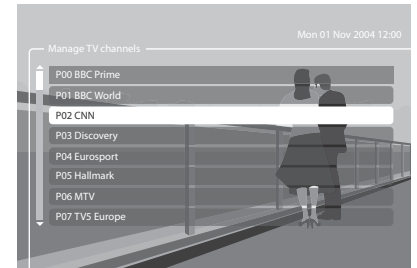 Mon 01 Nov 2004 12:00
Manage TV channels
P00 BBC Prime
P01 BBC World
P02 CNN
P03 Discovery
P04 Eurosport
P05 Hallmark
P06 MTV
P07 TV5 Europe